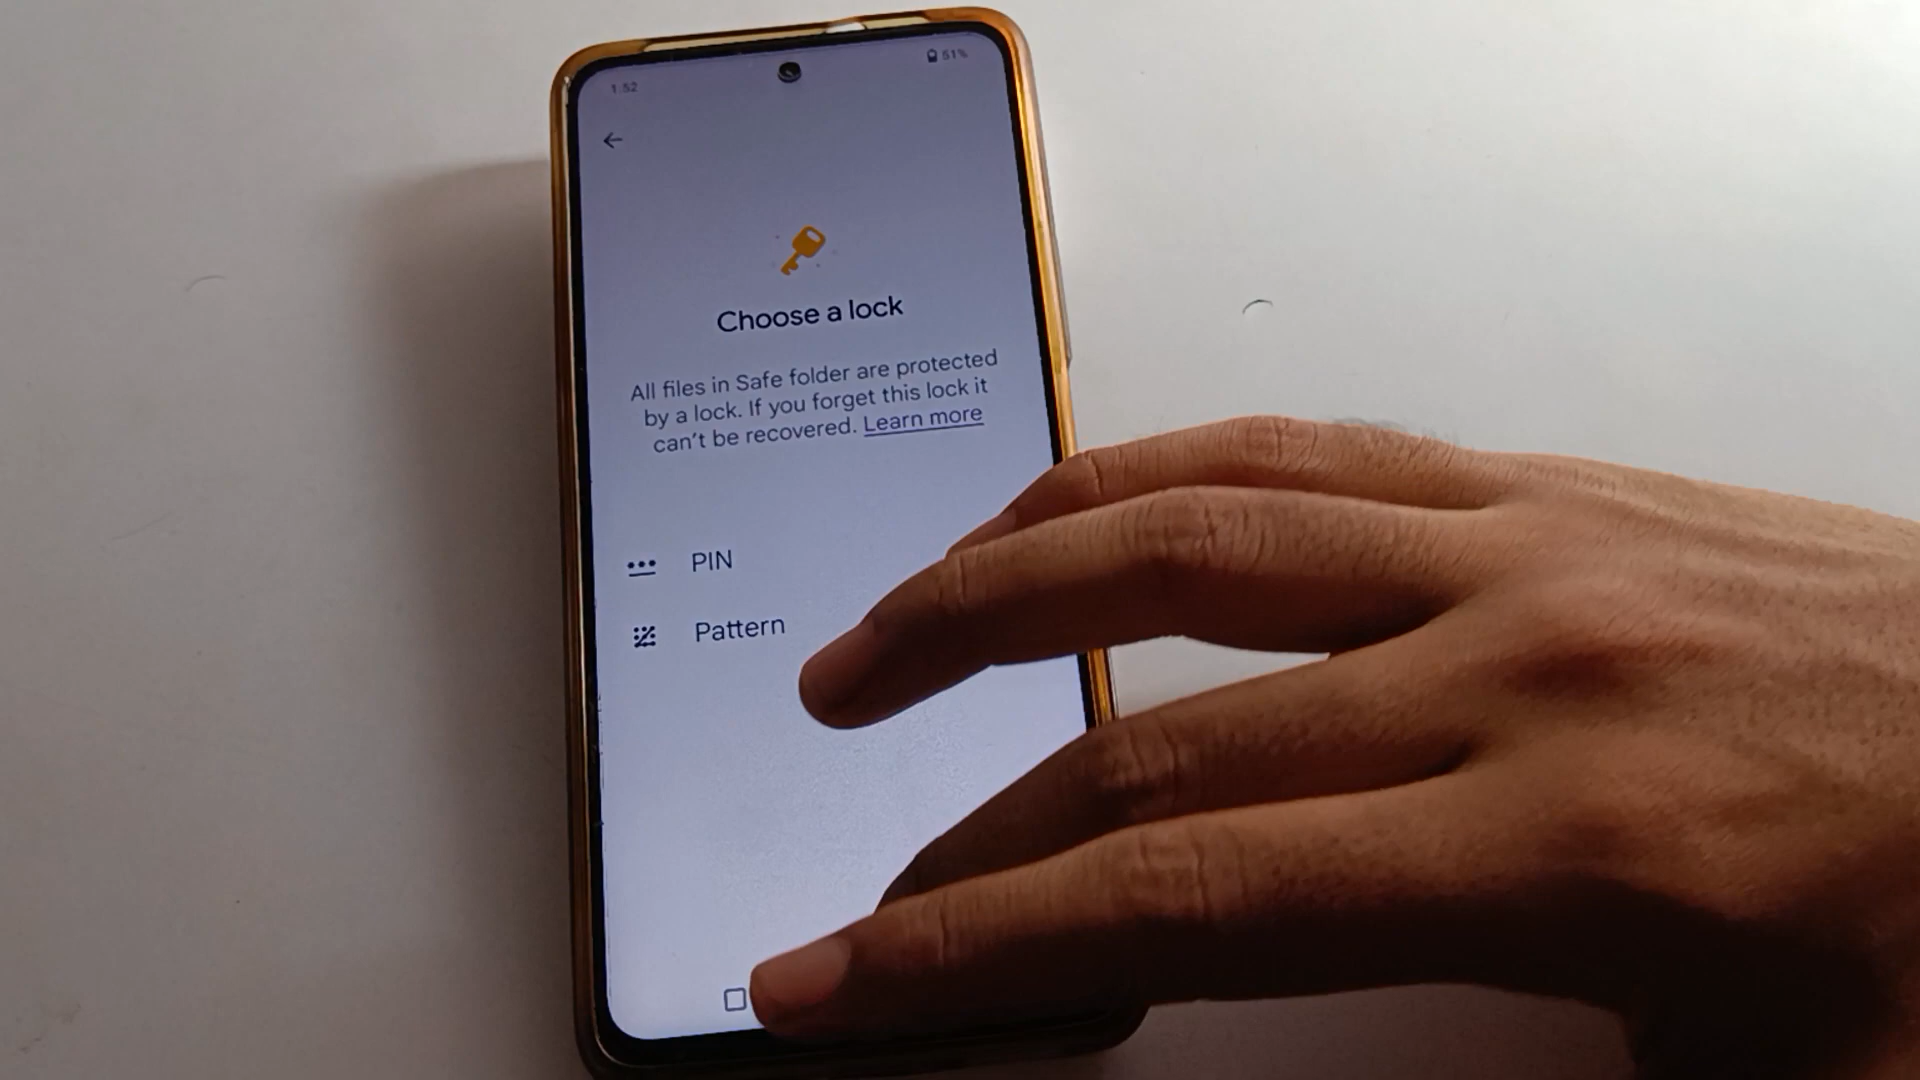 1:52
51%
Choose a lock
All files in Safe folder are protected
by a lock. If you forget this lock it
can't be recovered. Learn more
PIN
Pattern